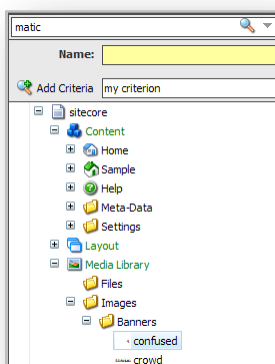 matic
Name:
Add Criteria my criterion
sitecore
Content
Home
Sample
Help
Meta-Data
Settings
Layout
Media Library
Files
Images
Banners
confused
crowd